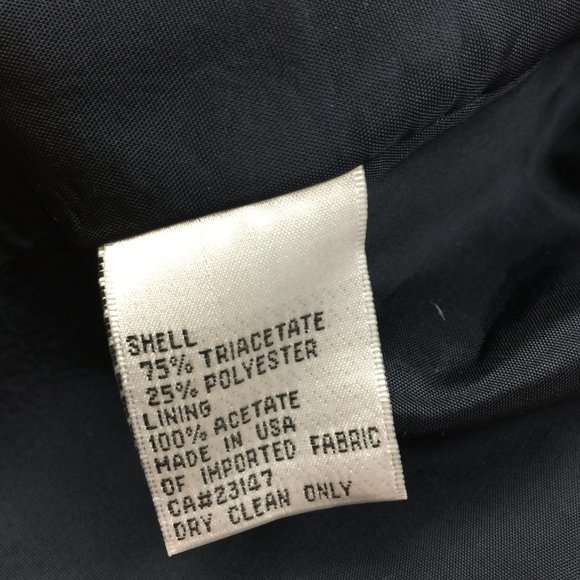 SHELL
75% TRIACETATE
25% POLYESTER
LINING
100% ACETATE
MADE IN USA
OF IMPORTED FABRIC
CA#23147
DRY CLEAN ONLY